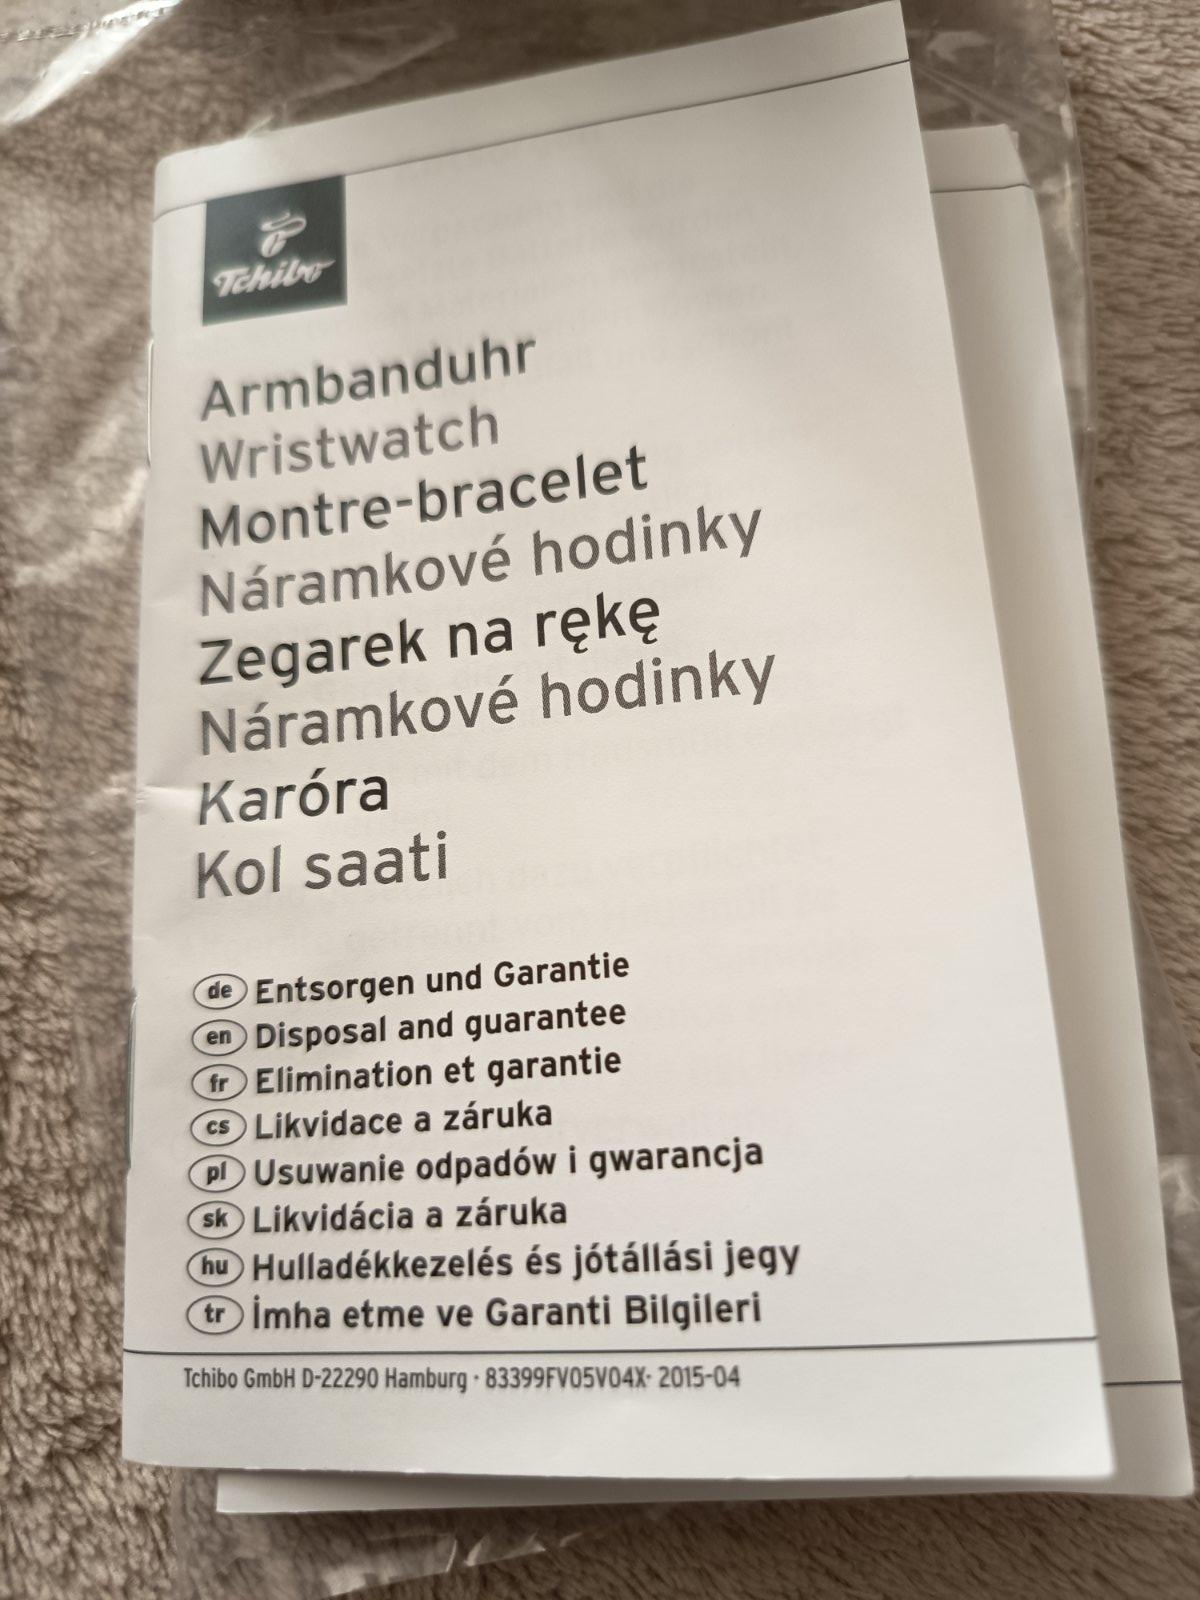 Tchibo
Armbanduhr
Wristwatch
Montre-bracelet
Náramkové hodinky
Zegarek na rękę
Náramkové hodinky
Karóra
Kol saati
de Entsorgen und Garantie
en Disposal and guarantee
fr Elimination et garantie
cs Likvidace a záruka
pl Usuwanie odpadów i gwarancja
sk Likvidácia a záruka
hu Hulladékkezelés és jótállási jegy
tr İmha etme ve Garanti Bilgileri
Tchibo GmbH D-22290 Hamburg · 83399FV05V04X· 2015-04